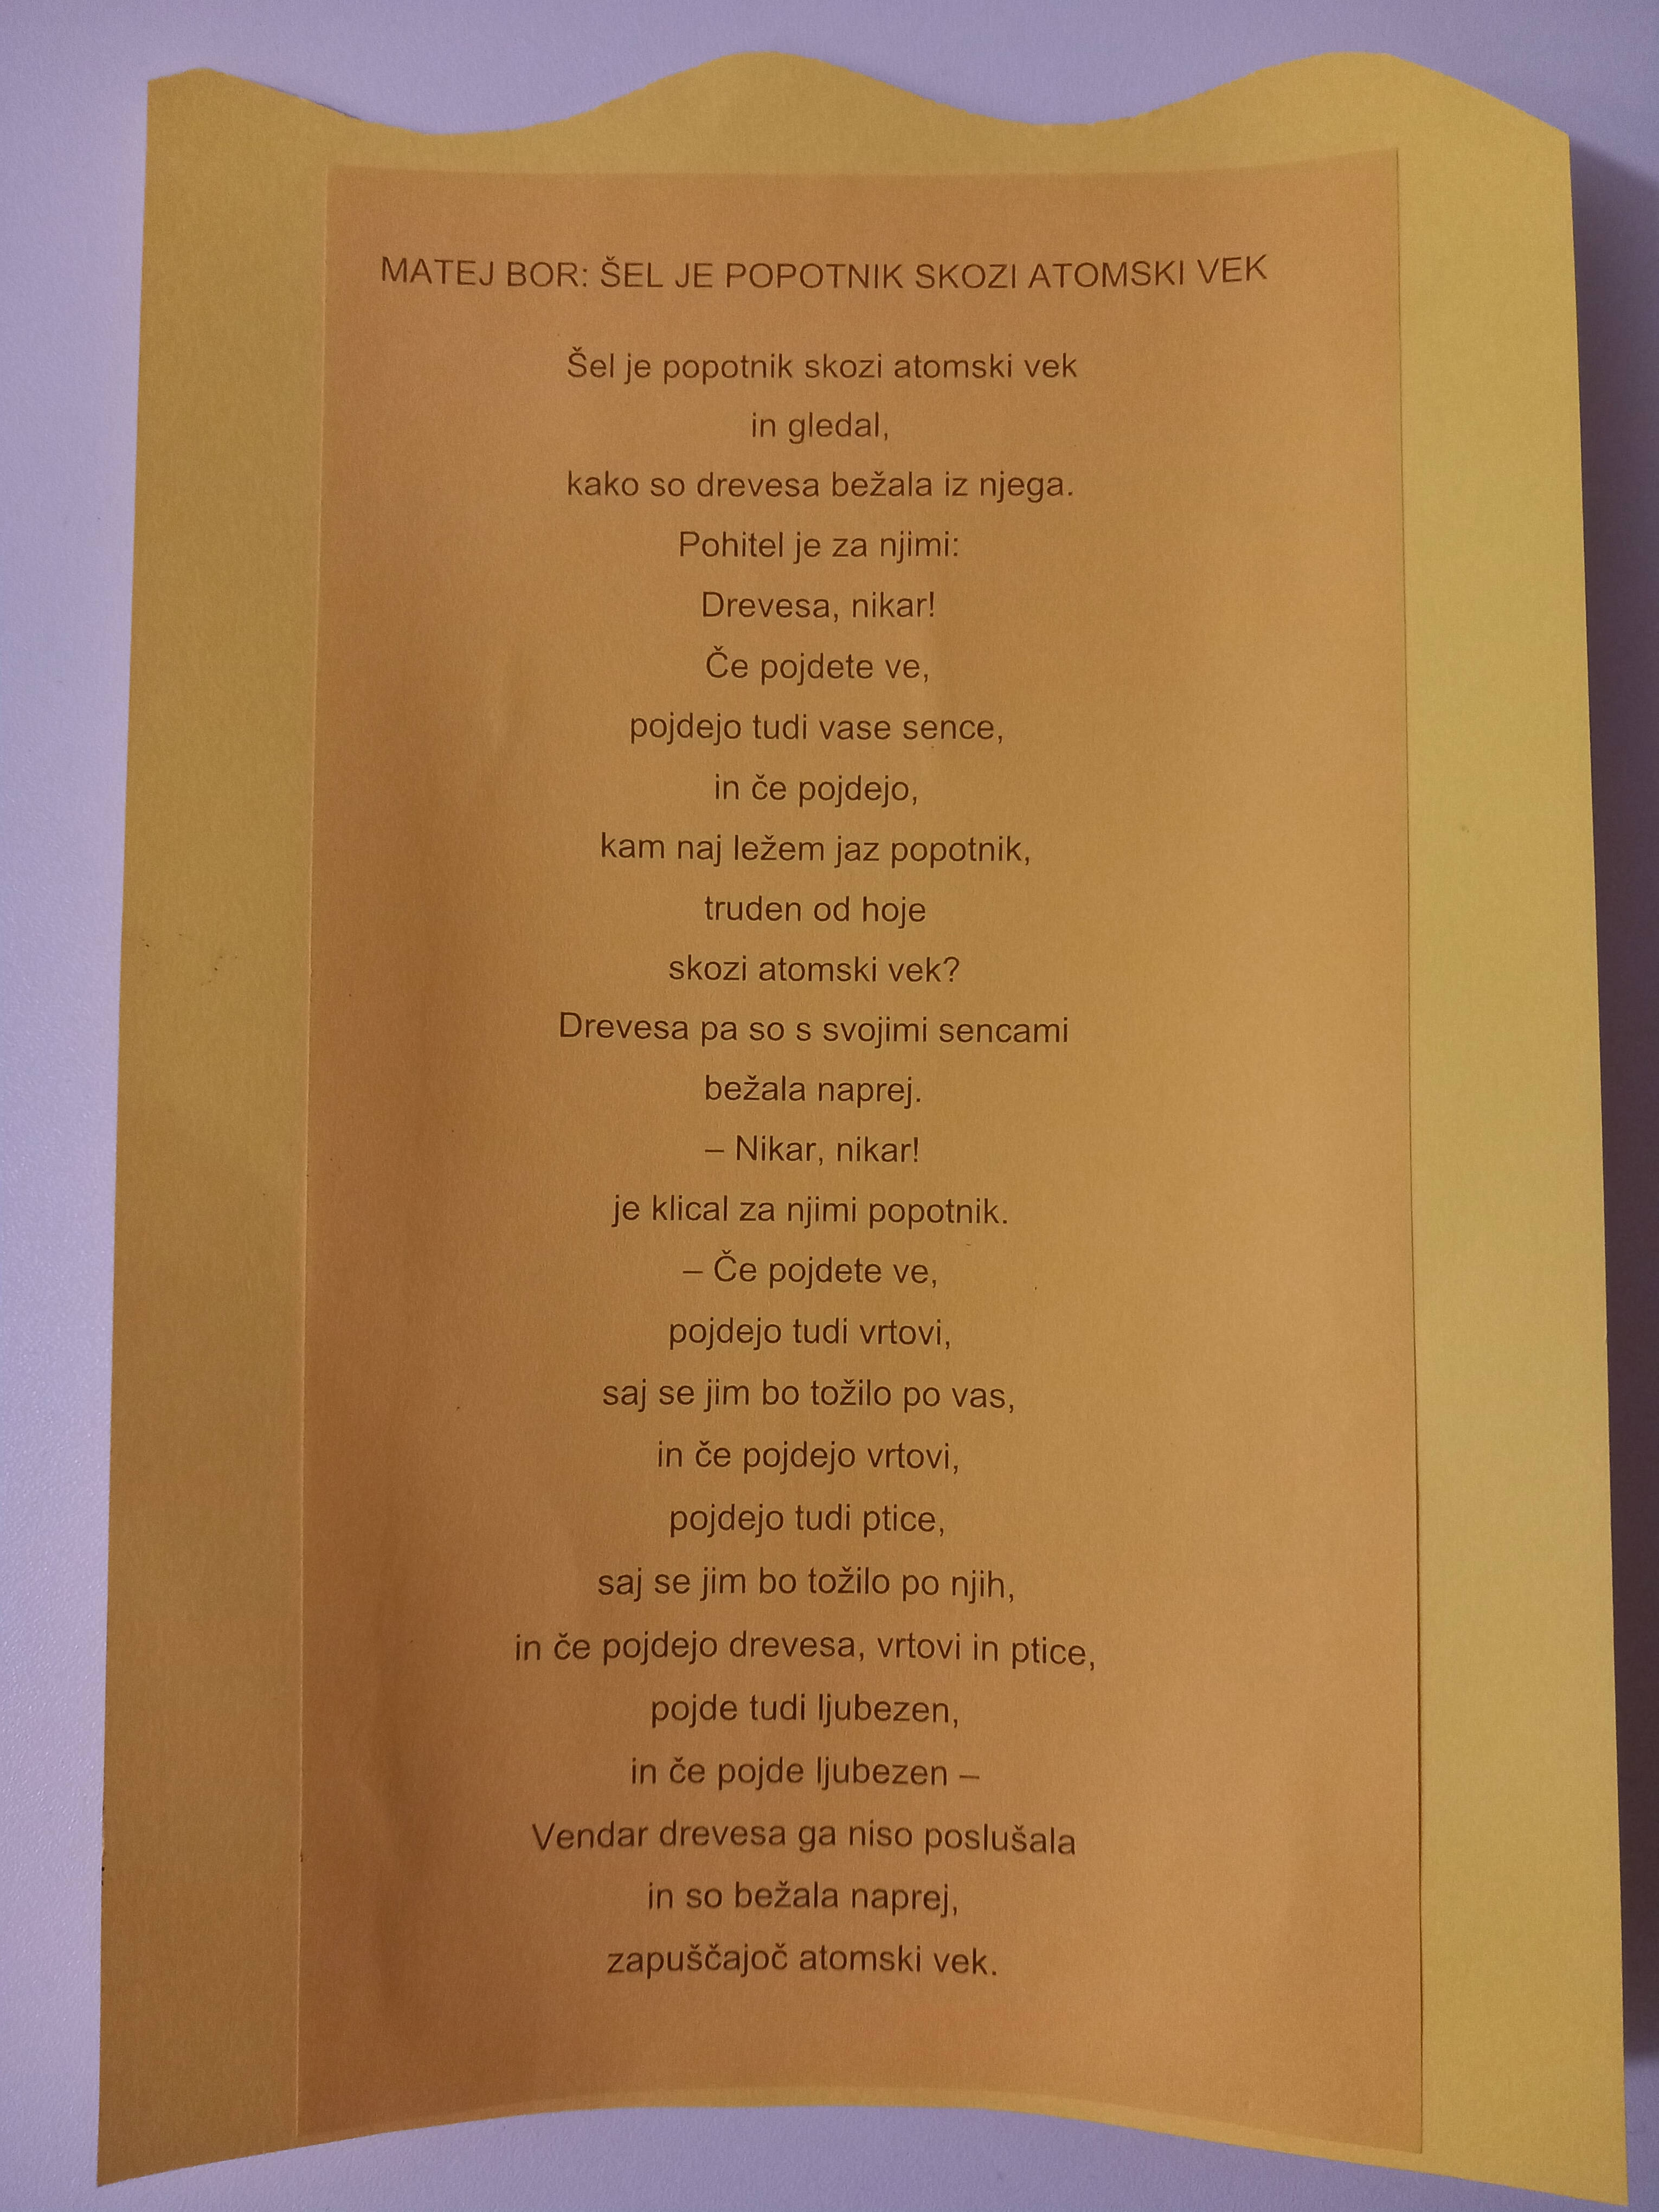 MATEJ BOR: ŠEL JE POPOTNIK SKOZI ATOMSKI VEK
Šel je popotnik skozi atomski vek
in gledal,
kako so drevesa bežala iz njega.
Pohitel je za njimi:
Drevesa, nikar!
Če pojdete ve,
pojdejo tudi vase sence,
in če pojdejo,
kam naj ležem jaz popotnik,
truden od hoje
skozi atomski vek?
Drevesa pa so s svojimi sencami
bežala naprej.
– Nikar, nikar!
je klical za njimi popotnik.
– Če pojdete ve,
pojdejo tudi vrtovi,
saj se jim bo tožilo po vas,
in če pojdejo vrtovi,
pojdejo tudi ptice,
saj se jim bo tožilo po njih,
in če pojdejo drevesa, vrtovi in ptice,
pojde tudi ljubezen,
in če pojde ljubezen –
Vendar drevesa ga niso poslušala
in so bežala naprej,
zapuščajoč atomski vek.